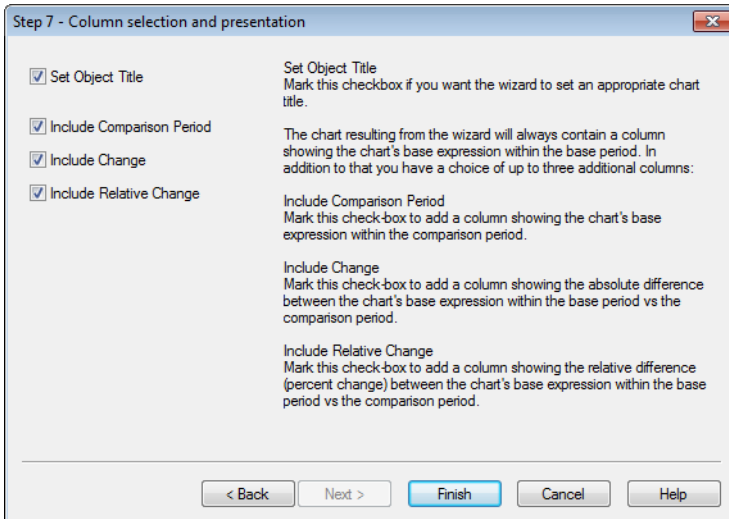 Step 7 - Column selection and presentation
Set Object Title
Include Comparison Period
Include Change
Include Relative Change
Set Object Title
Mark this checkbox if you want the wizard to set an appropriate chart
title.
The chart resulting from the wizard will always contain a column
showing the chart's base expression within the base period. In
addition to that you have a choice of up to three additional columns:
Include Comparison Period
Mark this check-box to add a column showing the chart's base
expression within the comparison period.
Include Change
Mark this check-box to add a column showing the absolute difference
between the chart's base expression within the base period vs the
comparison period.
Include Relative Change
Mark this check-box to add a column showing the relative difference
(percent change) between the chart's base expression within the base
period vs the comparison period.
< Back
Next >
Finish
Cancel
Help